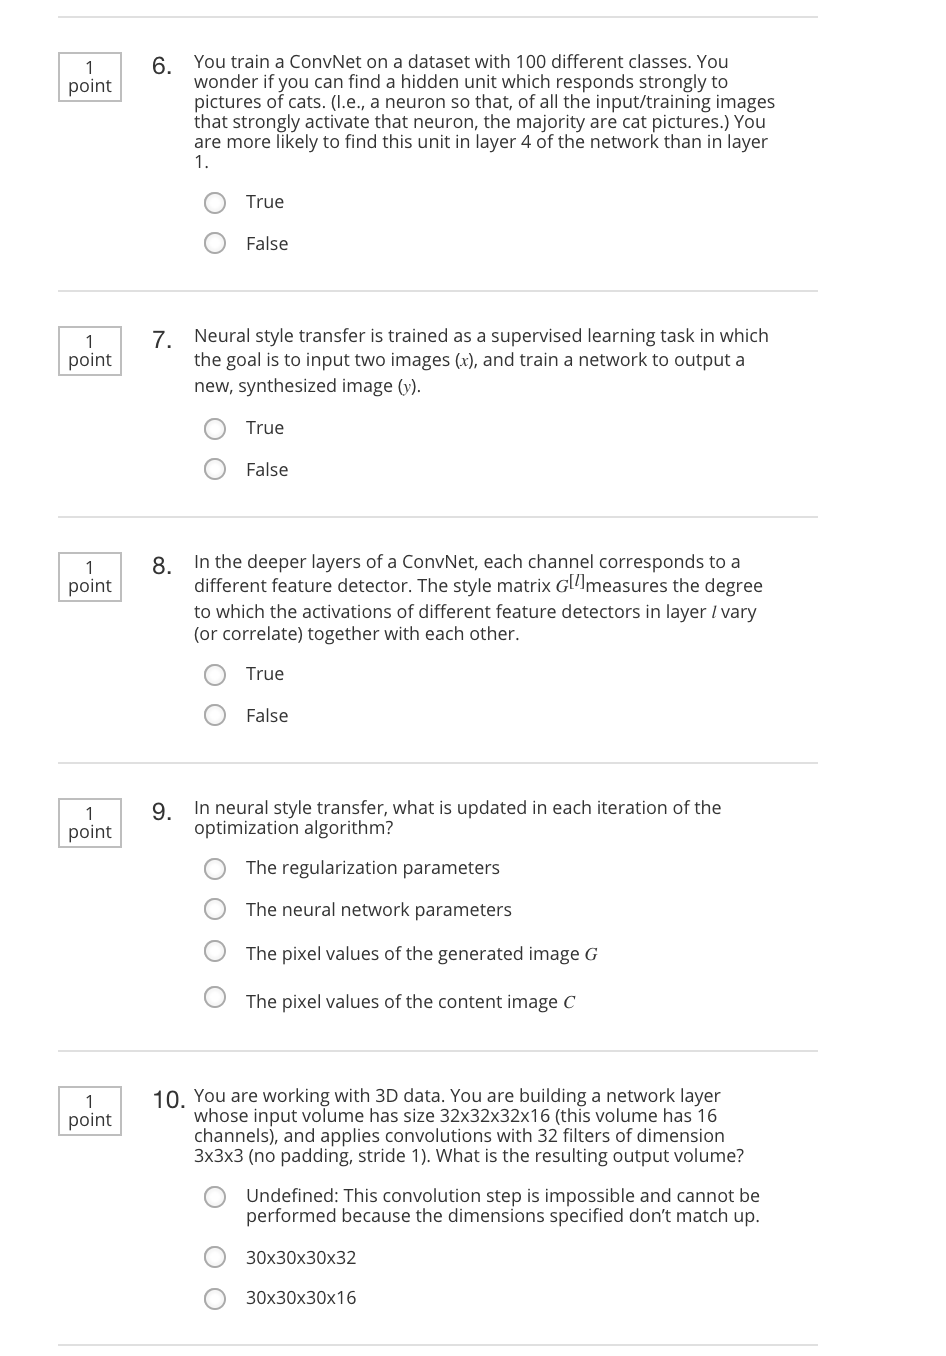 1
point
6.
You train a ConvNet on a dataset with 100 different classes. You
wonder if you can find a hidden unit which responds strongly to
pictures of cats. (I.e., a neuron so that, of all the input/training images
that strongly activate that neuron, the majority are cat pictures.) You
are more likely to find this unit in layer 4 of the network than in layer
1.
True
False
1
point
7.
Neural style transfer is trained as a supervised learning task in which
the goal is to input two images (x), and train a network to output a
new, synthesized image (y).
True
False
1
point
8.
In the deeper layers of a ConvNet, each channel corresponds to a
different feature detector. The style matrix G[l]measures the degree
to which the activations of different feature detectors in layer l vary
(or correlate) together with each other.
True
False
1
point
9.
In neural style transfer, what is updated in each iteration of the
optimization algorithm?
The regularization parameters
The neural network parameters
The pixel values of the generated image G
The pixel values of the content image C
1
point
10.
You are working with 3D data. You are building a network layer
whose input volume has size 32x32x32x16 (this volume has 16
channels), and applies convolutions with 32 filters of dimension
3x3x3 (no padding, stride 1). What is the resulting output volume?
Undefined: This convolution step is impossible and cannot be
performed because the dimensions specified don’t match up.
30x30x30x32
30x30x30x16